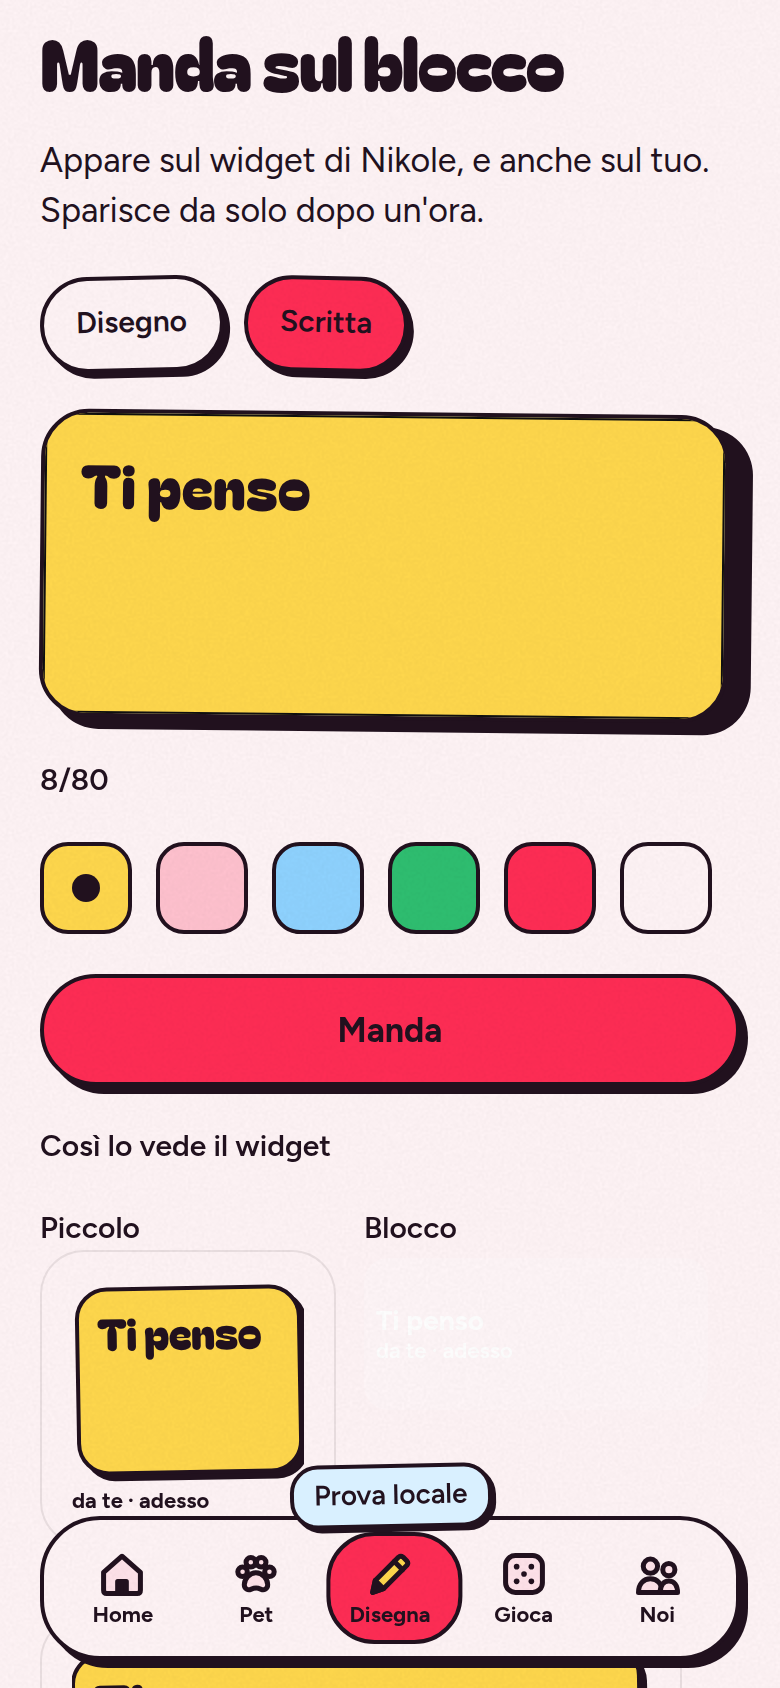 Manda sul blocco
Appare sul widget di Nikole, e anche sul tuo.
Sparisce da solo dopo un'ora.
Disegno
Scritta
Ti penso
8/80
Manda
Così lo vede il widget
Piccolo
Blocco
Ti penso
da te · adesso
Ti penso
da te · adesso
Prova locale
Home
Pet
Disegna
Gioca
Noi